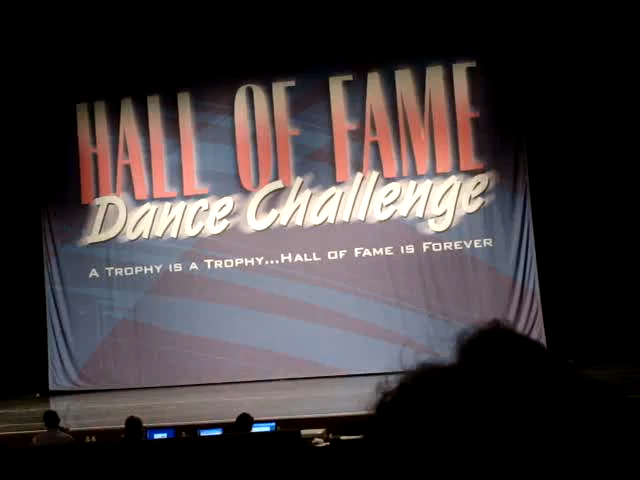 HALL OF FAME
Dance Challenge
A TROPHY IS A TROPHY...HALL OF FAME IS FOREVER